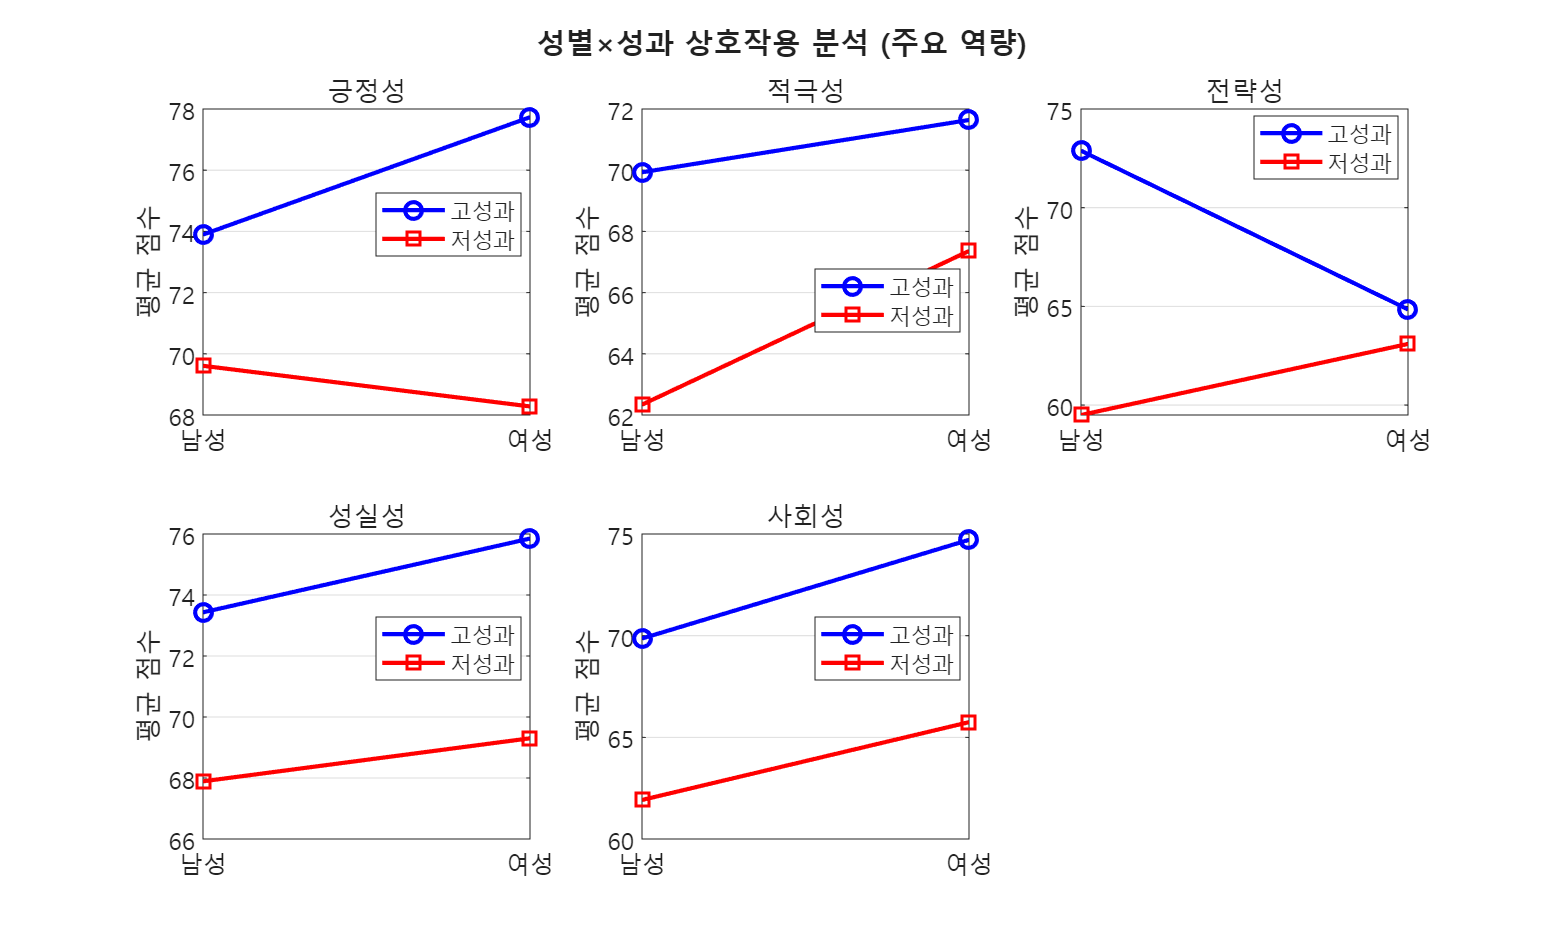 성별×성과 상호작용 분석 (주요 역량)
긍정성
평균 점수
78
76
74
72
70
68
남성
여성
고성과
저성과
적극성
평균 점수
72
70
68
66
64
62
남성
여성
고성과
저성과
전략성
평균 점수
75
70
65
60
남성
여성
고성과
저성과
성실성
평균 점수
76
74
72
70
68
66
남성
여성
고성과
저성과
사회성
평균 점수
75
70
65
60
남성
여성
고성과
저성과